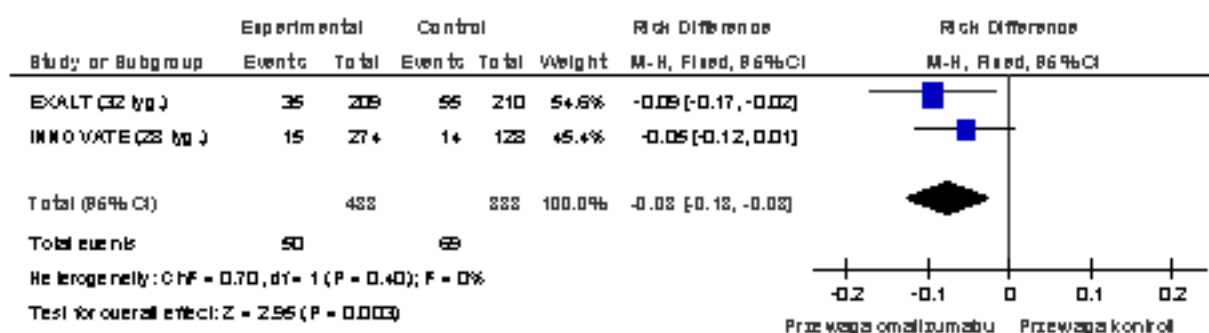 Experimental Control Risk Difference Risk Difference
Study or Subgroup Events Total Events Total Weight M-H, Fixed, 95% CI M-H, Fixed, 95% CI
EXALT (32 tyg.) 35 209 55 210 54.6% -0.09 [-0.17, -0.02]
INNOVATE (28 tyg.) 15 274 14 128 45.4% -0.05 [-0.12, 0.01]
Total (95% CI) 483 338 100.0% -0.08 [-0.13, -0.03]
Total events 50 69
Heterogeneity: Chi² = 0.70, df = 1 (P = 0.40); I² = 0%
Test for overall effect: Z = 2.95 (P = 0.003)
-0.2 -0.1 0 0.1 0.2
Przewaga omalizumabu Przewaga kontroli